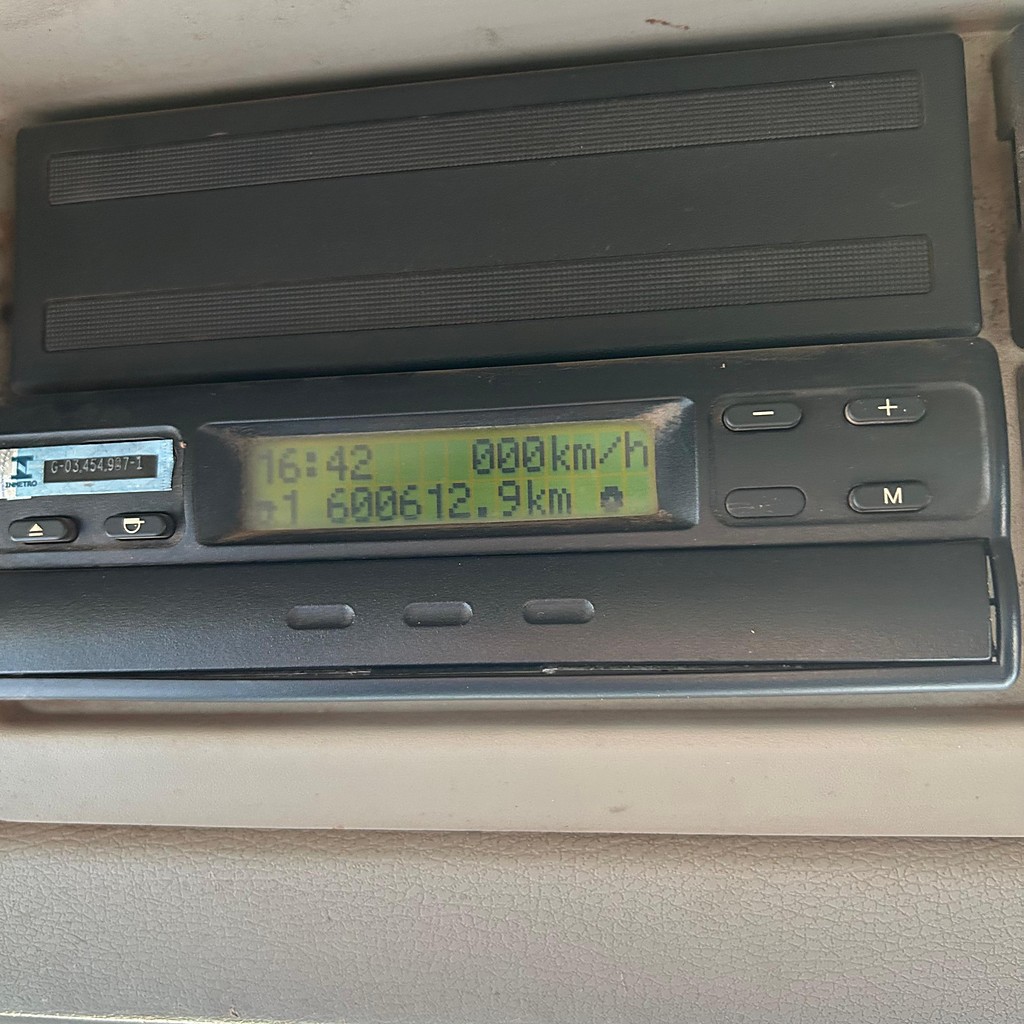 16:42 000km/h
1 600612.9km
INMETRO
G-03.454.987-1
− +
M